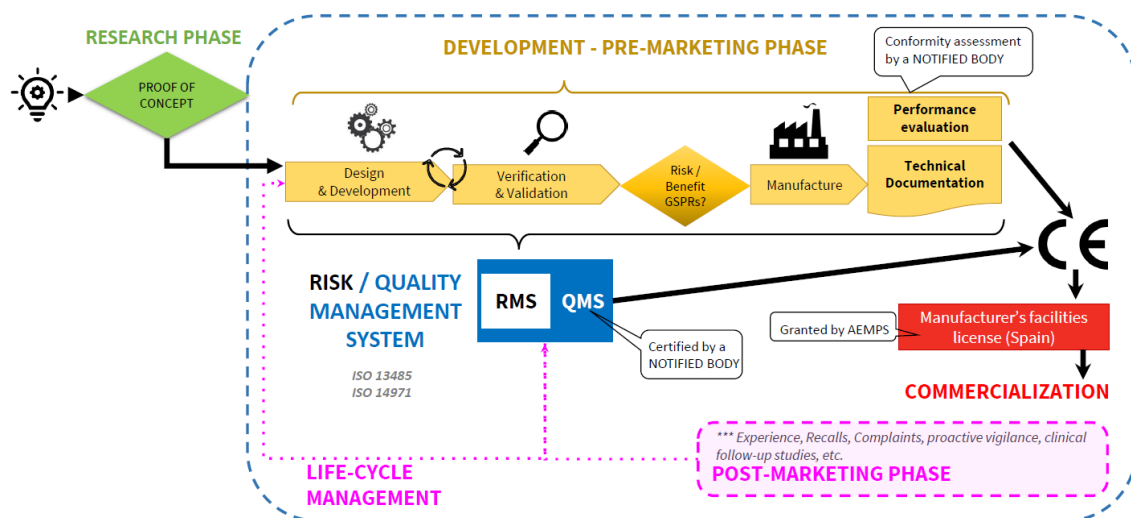 RESEARCH PHASE
PROOF OF
CONCEPT
DEVELOPMENT - PRE-MARKETING PHASE
Conformity assessment
by a NOTIFIED BODY
Design
& Development
Verification
& Validation
Risk /
Benefit
GSPRs?
Manufacture
Performance
evaluation
Technical
Documentation
CE
RISK / QUALITY
MANAGEMENT
SYSTEM
ISO 13485
ISO 14971
RMS
QMS
Certified by a
NOTIFIED BODY
Granted by AEMPS
Manufacturer's facilities
license (Spain)
COMMERCIALIZATION
*** Experience, Recalls, Complaints, proactive vigilance, clinical
follow-up studies, etc.
POST-MARKETING PHASE
LIFE-CYCLE
MANAGEMENT